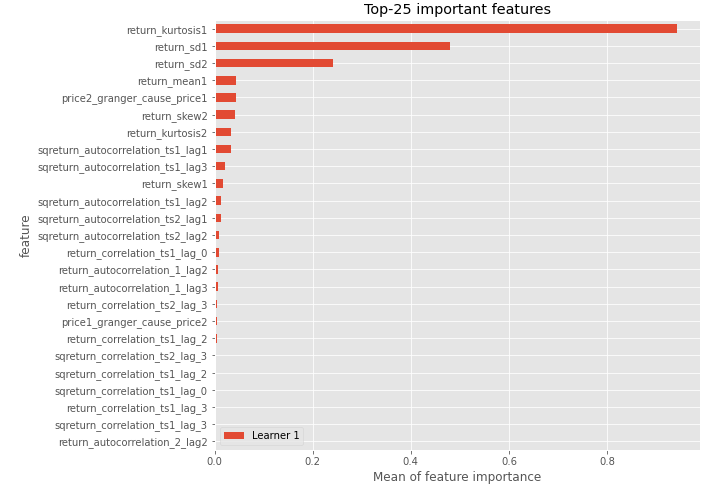 Top-25 important features
return_kurtosis1
return_sd1
return_sd2
return_mean1
price2_granger_cause_price1
return_skew2
return_kurtosis2
sqreturn_autocorrelation_ts1_lag1
sqreturn_autocorrelation_ts1_lag3
return_skew1
sqreturn_autocorrelation_ts1_lag2
sqreturn_autocorrelation_ts2_lag1
sqreturn_autocorrelation_ts2_lag2
return_correlation_ts1_lag_0
return_autocorrelation_1_lag2
return_autocorrelation_1_lag3
return_correlation_ts2_lag_3
price1_granger_cause_price2
return_correlation_ts1_lag_2
sqreturn_correlation_ts2_lag_3
sqreturn_correlation_ts1_lag_2
sqreturn_correlation_ts1_lag_0
return_correlation_ts1_lag_3
sqreturn_correlation_ts1_lag_3
return_autocorrelation_2_lag2
feature
Learner 1
0.0 0.2 0.4 0.6 0.8
Mean of feature importance